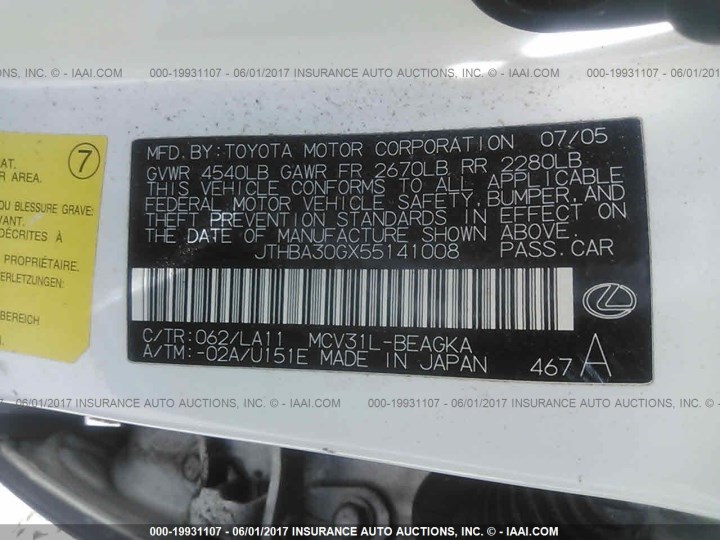 AUCTIONS, INC. © - IAAI.COM 000-19931107 - 06/01/2017 INSURANCE AUTO AUCTIONS, INC. © - IAAI.COM 000-19931107 - 06/01/2017
7
AT.
R AREA.
OU BLESSURE GRAVE:
VANT.
DÉCRITES À
PROPRIÉTAIRE.
ERLETZUNGEN:
BEREICH
MFD. BY: TOYOTA MOTOR CORPORATION 07/05
GVWR 4540LB GAWR FR 2670LB RR 2280LB
THIS VEHICLE CONFORMS TO ALL APPLICABLE
FEDERAL MOTOR VEHICLE SAFETY, BUMPER, AND
THEFT PREVENTION STANDARDS IN EFFECT ON
THE DATE OF MANUFACTURE SHOWN ABOVE.
JTHBA30GX55141008 PASS. CAR
C/TR: 062/LA11 MCV31L-BEAGKA
A/TM: -02A/U151E MADE IN JAPAN 467 A
AUCTIONS, INC. © - IAAI.COM 000-19931107 - 06/01/2017 INSURANCE AUTO AUCTIONS, INC. © - IAAI.COM 000-19931107 - 06/01/2017
000-19931107 - 06/01/2017 INSURANCE AUTO AUCTIONS, INC. © - IAAI.COM